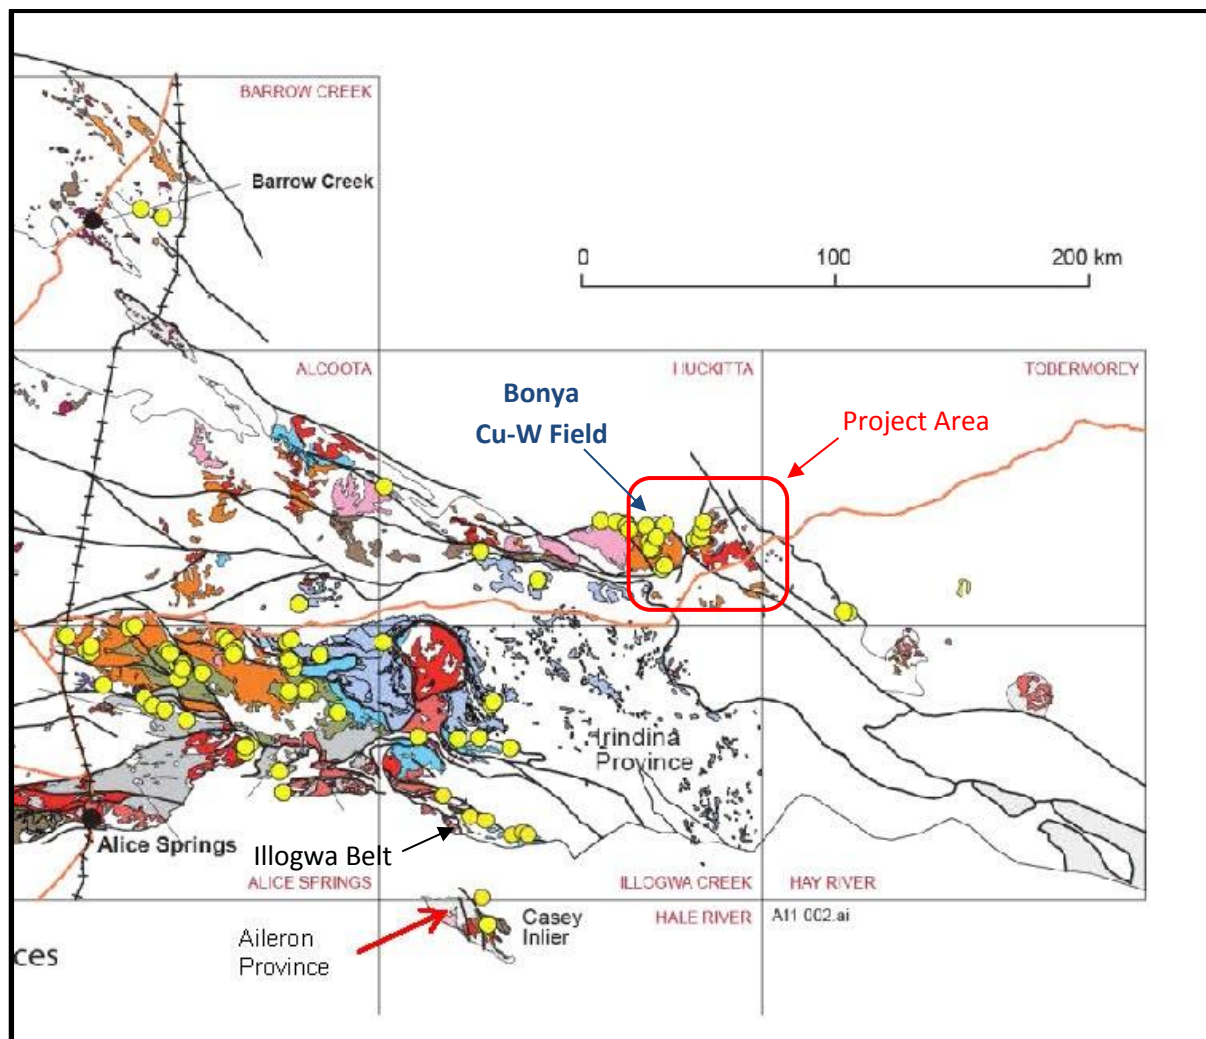 BARROW CREEK
Barrow Creek
0 100 200 km
ALCOOTA
HUCKITTA
TOBERMOREY
Bonya
Cu-W Field
Project Area
Irindina
Province
Alice Springs
Illogwa Belt
ALICE SPRINGS
ILLOGWA CREEK
HAY RIVER
HALE RIVER
A11 002.ai
Aileron
Province
Casey
Inlier
ces